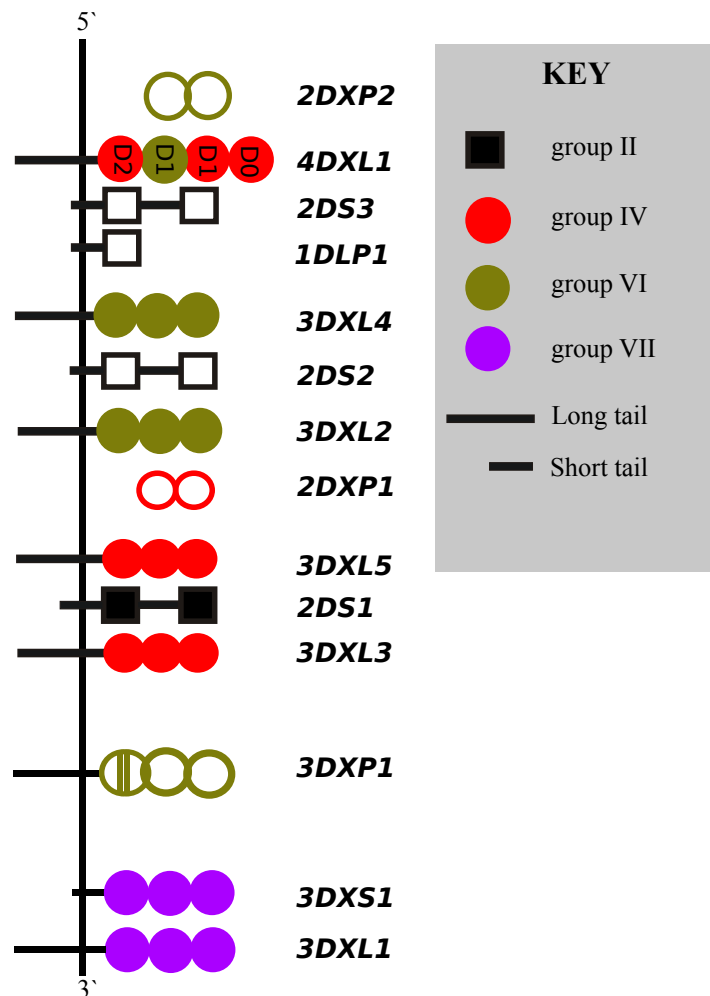 5`
2DXP2
D2 D1 D1 D0
4DXL1
2DS3
1DLP1
3DXL4
2DS2
3DXL2
2DXP1
3DXL5
2DS1
3DXL3
3DXP1
3DXS1
3DXL1
3`
KEY
group II
group IV
group VI
group VII
Long tail
Short tail